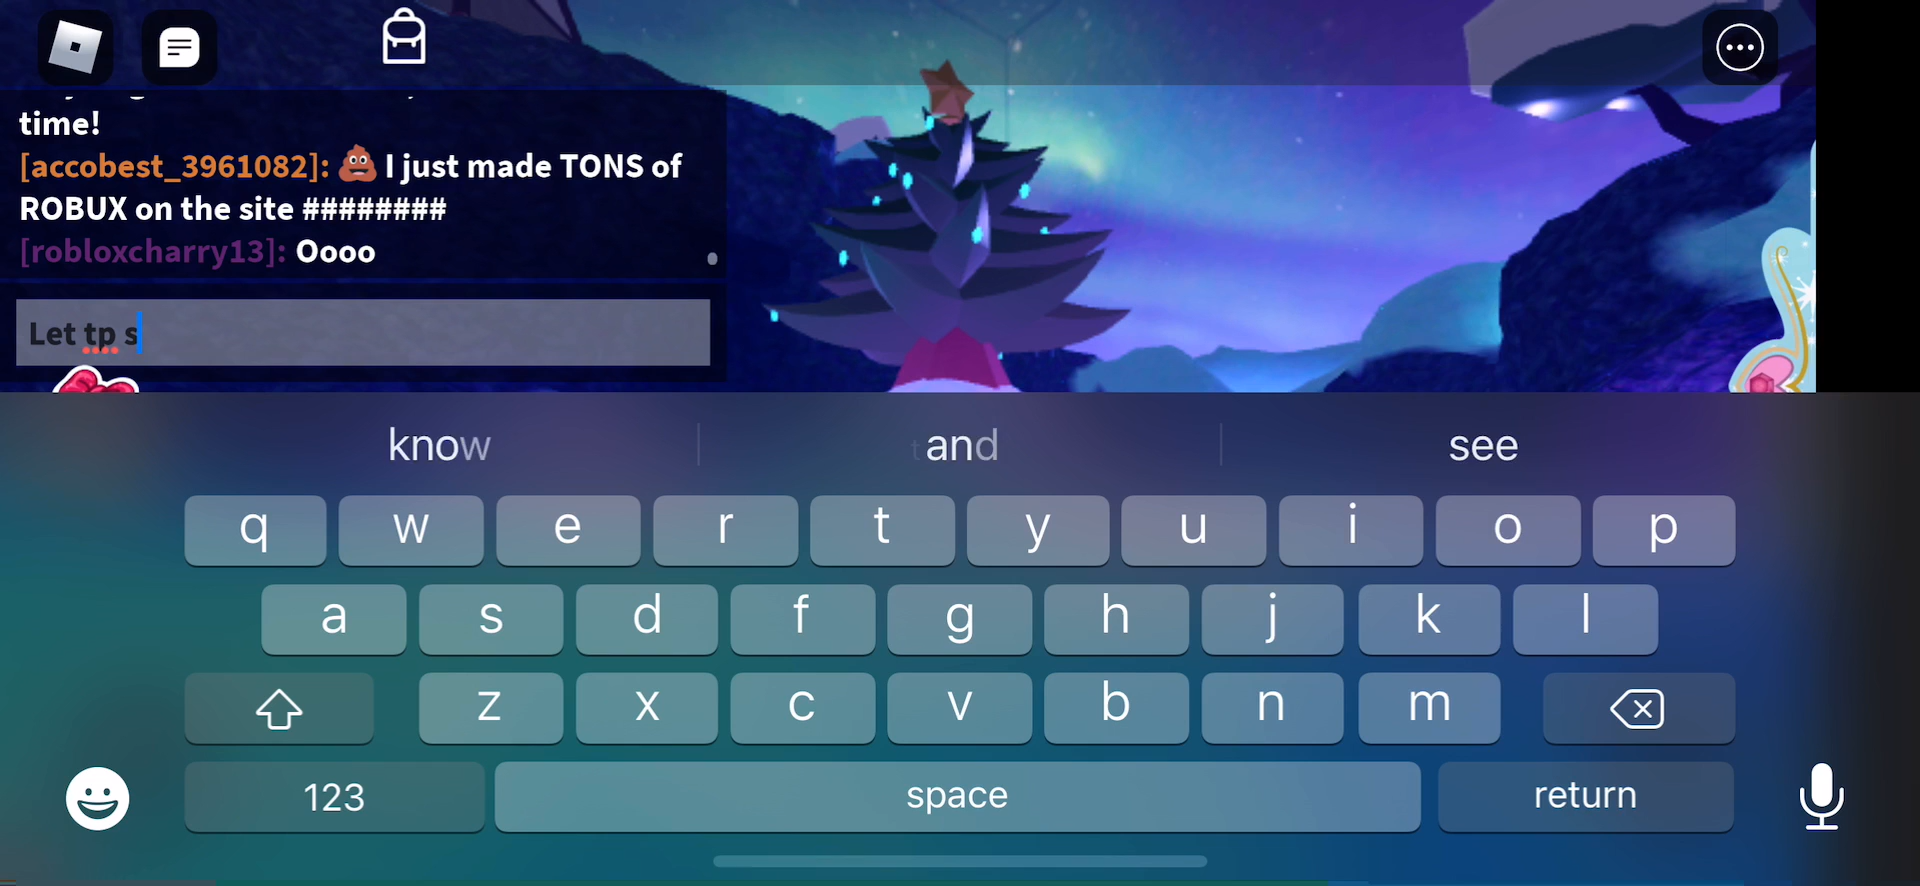 time!
[accobest_3961082]: 💩 I just made TONS of
ROBUX on the site ########
[robloxcharry13]: Oooo
Let tp s
know and see
q w e r t y u i o p
a s d f g h j k l
z x c v b n m
123 space return